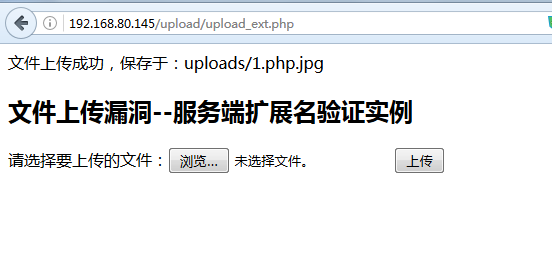 192.168.80.145/upload/upload_ext.php
文件上传成功，保存于：uploads/1.php.jpg
文件上传漏洞--服务端扩展名验证实例
请选择要上传的文件：浏览... 未选择文件。 上传